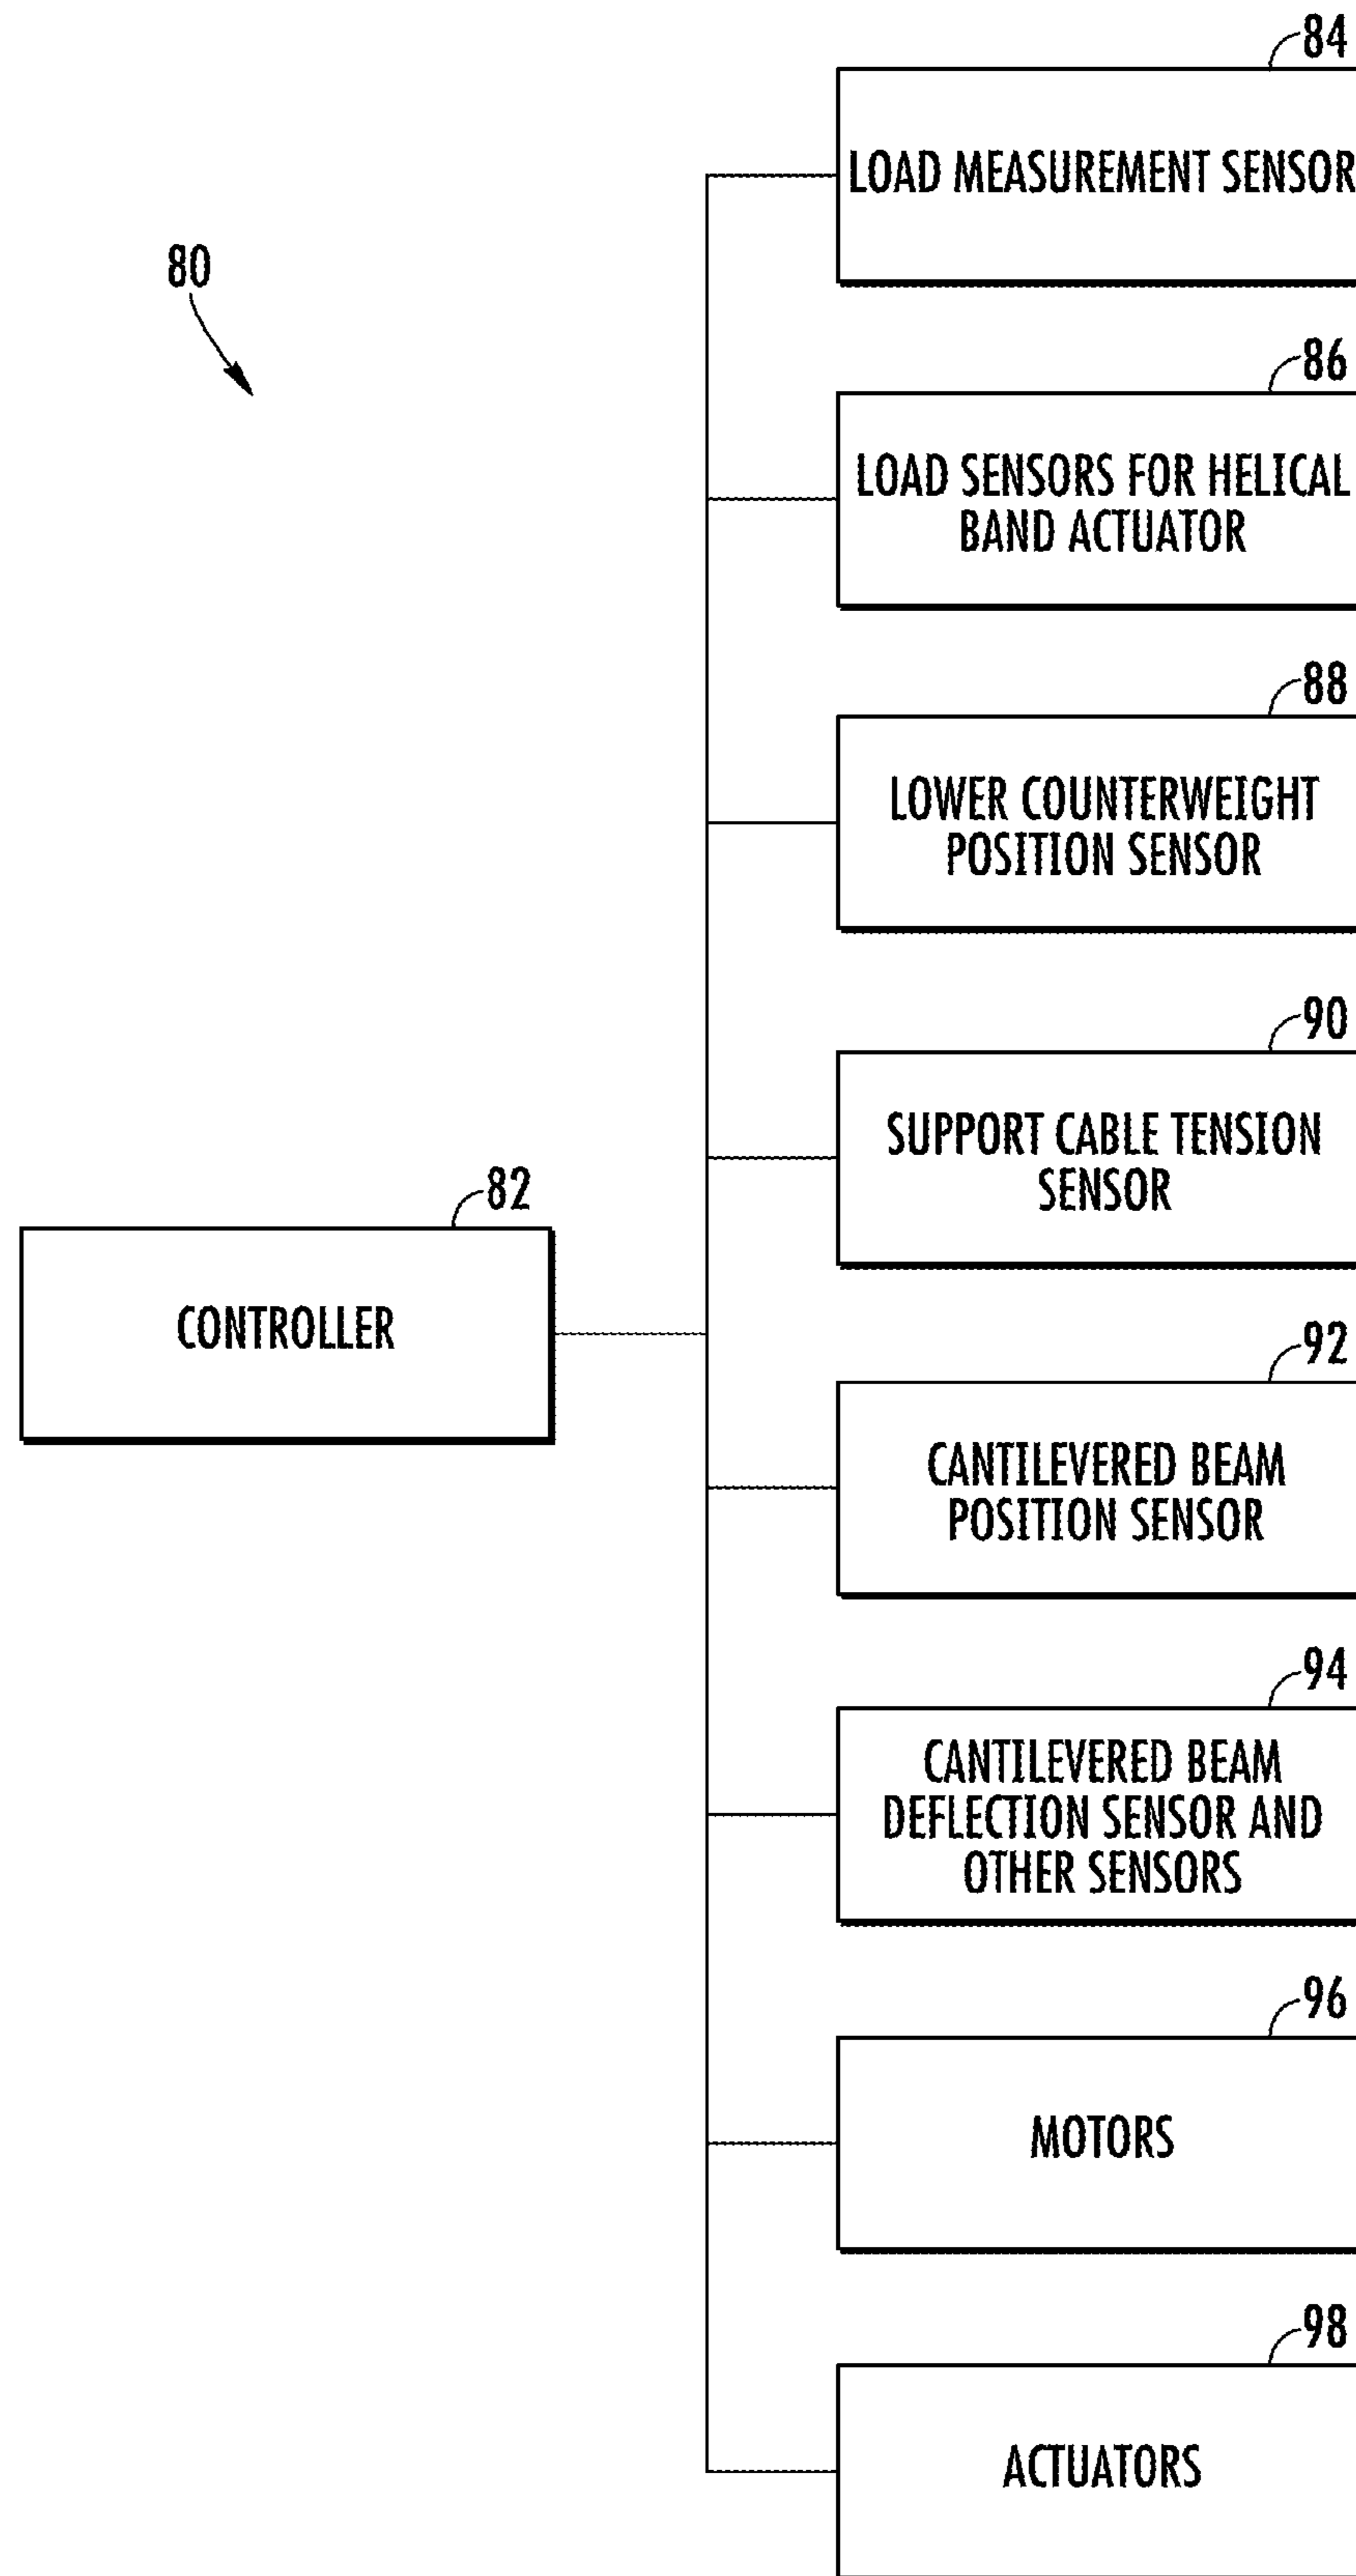 84
LOAD MEASUREMENT SENSOR
80
86
LOAD SENSORS FOR HELICAL
BAND ACTUATOR
88
LOWER COUNTERWEIGHT
POSITION SENSOR
90
SUPPORT CABLE TENSION
SENSOR
82
CONTROLLER
92
CANTILEVERED BEAM
POSITION SENSOR
94
CANTILEVERED BEAM
DEFLECTION SENSOR AND
OTHER SENSORS
96
MOTORS
98
ACTUATORS